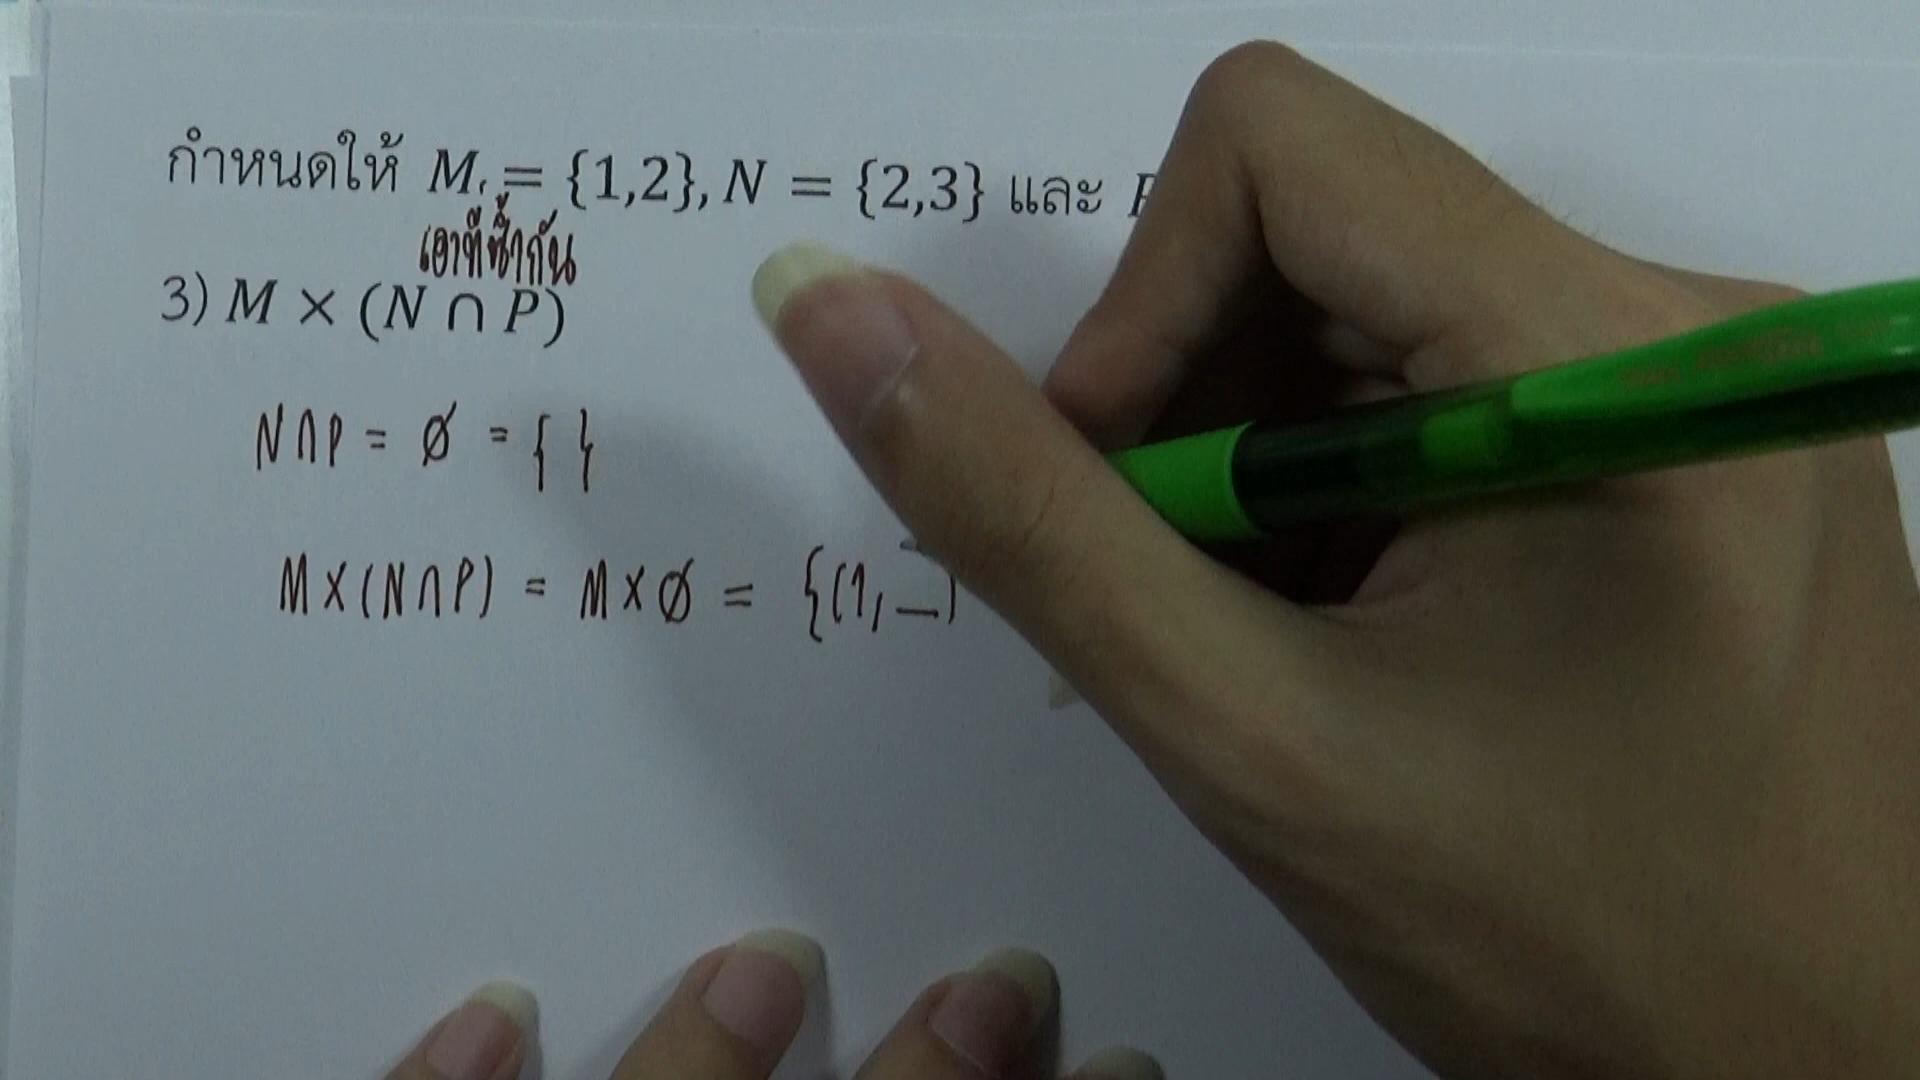 กำหนดให้ M = {1,2}, N = {2,3} และ
เอาที่ซ้ำกัน
3) M × (N ∩ P)
N∩P = ∅ = { }
M×(N∩P) = M×∅ = {(1,_)